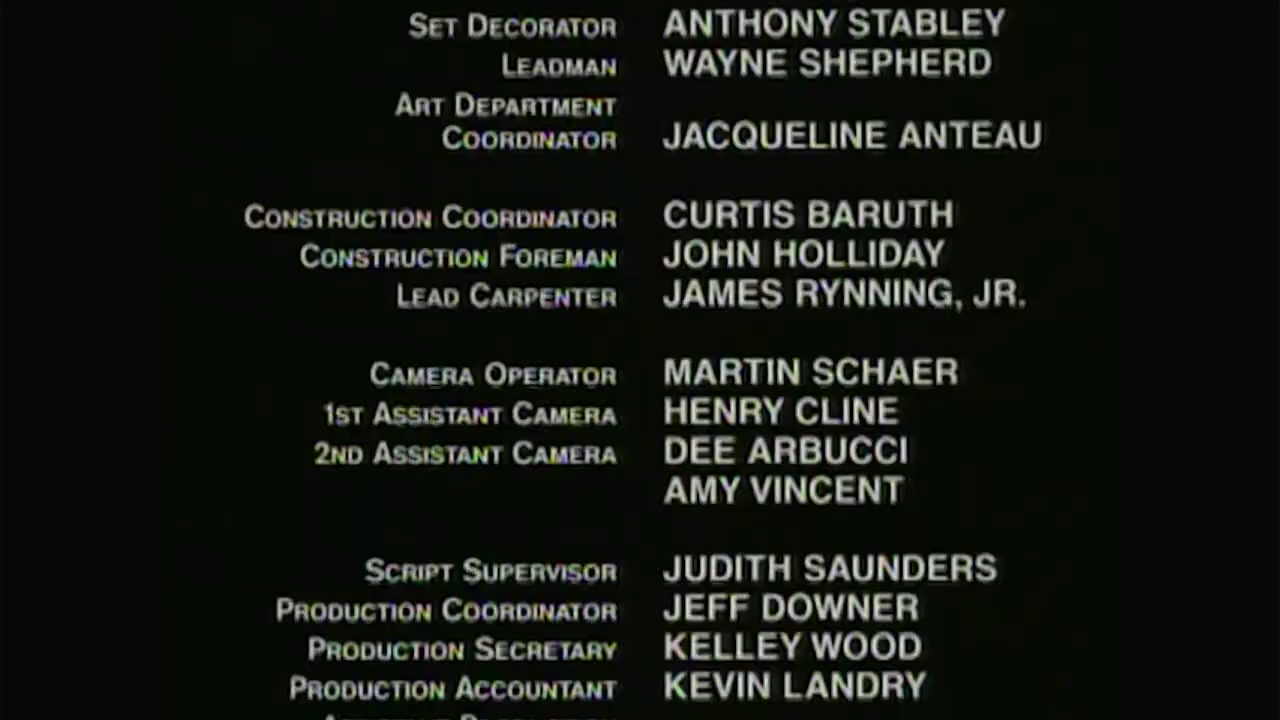 SET DECORATOR ANTHONY STABLEY
LEADMAN WAYNE SHEPHERD
ART DEPARTMENT
COORDINATOR JACQUELINE ANTEAU
CONSTRUCTION COORDINATOR CURTIS BARUTH
CONSTRUCTION FOREMAN JOHN HOLLIDAY
LEAD CARPENTER JAMES RYNNING, JR.
CAMERA OPERATOR MARTIN SCHAER
1ST ASSISTANT CAMERA HENRY CLINE
2ND ASSISTANT CAMERA DEE ARBUCCI
AMY VINCENT
SCRIPT SUPERVISOR JUDITH SAUNDERS
PRODUCTION COORDINATOR JEFF DOWNER
PRODUCTION SECRETARY KELLEY WOOD
PRODUCTION ACCOUNTANT KEVIN LANDRY